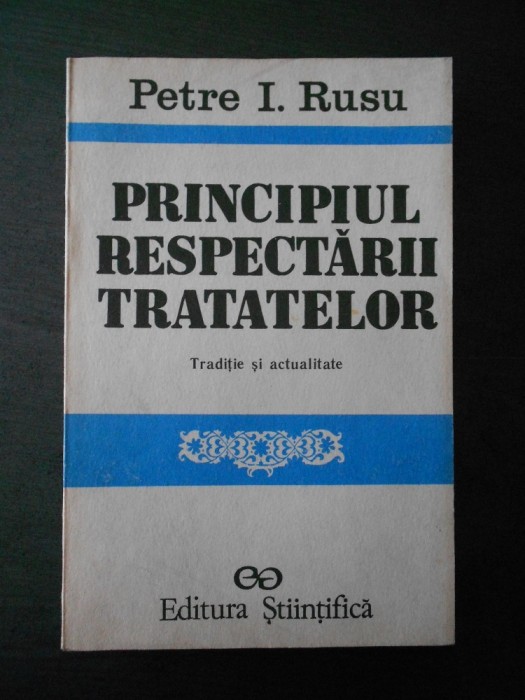 Petre I. Rusu
PRINCIPIUL
RESPECTĂRII
TRATATELOR
Tradiție și actualitate
Editura Științifică